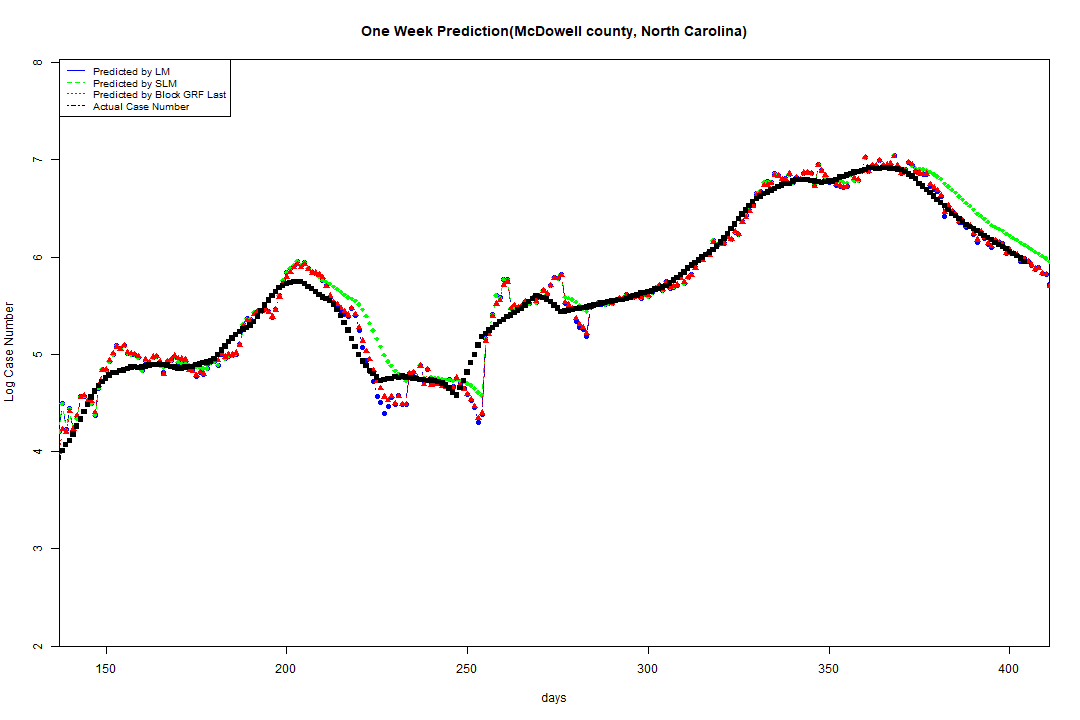 One Week Prediction(McDowell county, North Carolina)
Predicted by LM
Predicted by SLM
Predicted by Block GRF Last
Actual Case Number
8
7
6
5
4
3
2
Log Case Number
150 200 250 300 350 400
days